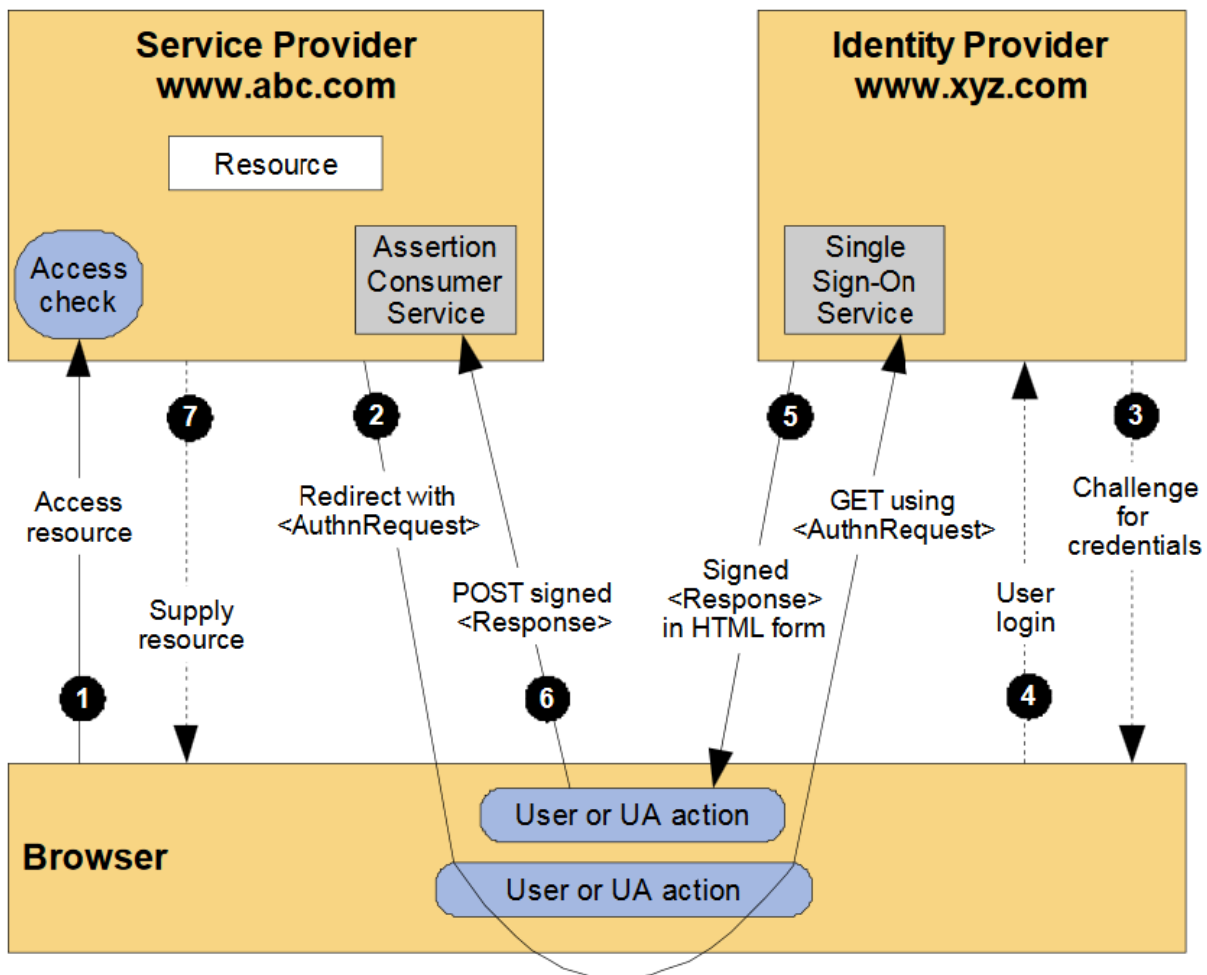 Service Provider
www.abc.com
Resource
Access
check
Assertion
Consumer
Service
Identity Provider
www.xyz.com
Single
Sign-On
Service
7
2
5
3
Access
resource
Redirect with
<AuthnRequest>
GET using
<AuthnRequest>
Challenge
for
credentials
Supply
resource
POST signed
<Response>
Signed
<Response>
in HTML form
User
login
1
6
4
User or UA action
Browser
User or UA action